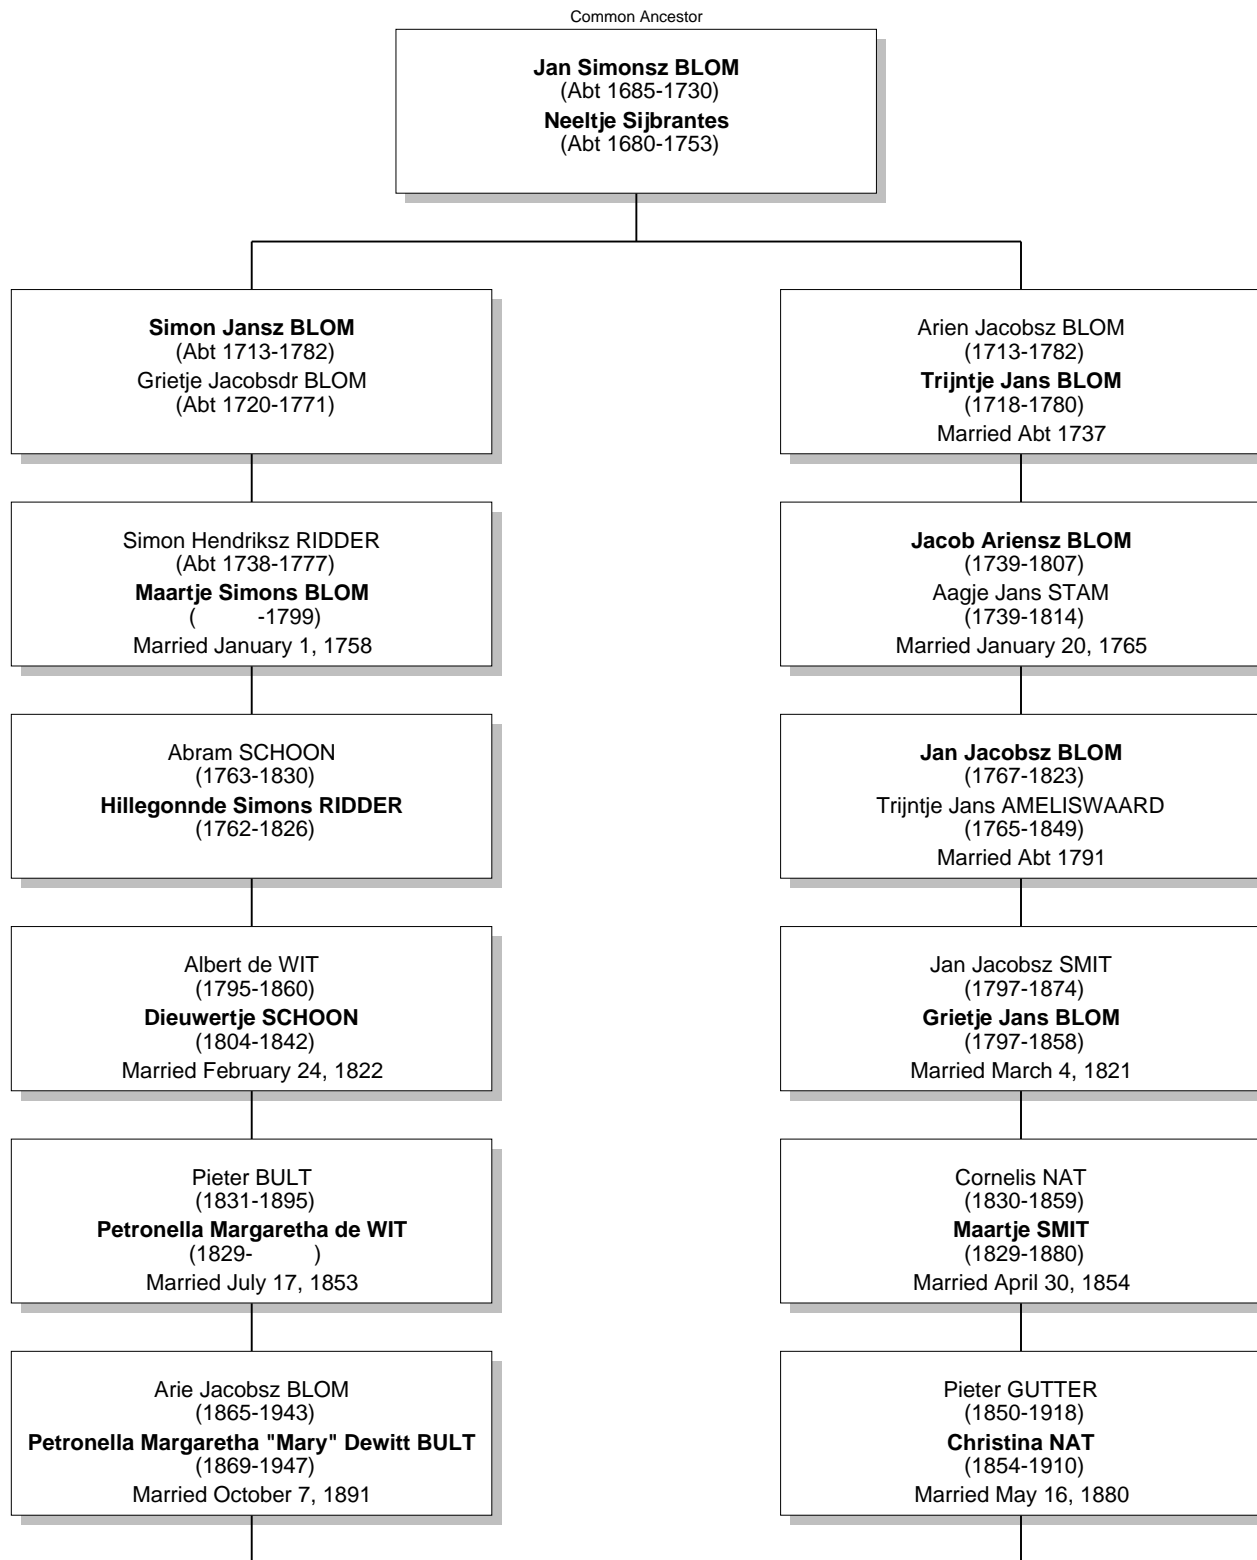 Common Ancestor
Jan Simonsz BLOM
(Abt 1685-1730)
Neeltje Sijbrantes
(Abt 1680-1753)
Simon Jansz BLOM
(Abt 1713-1782)
Grietje Jacobsdr BLOM
(Abt 1720-1771)
Arien Jacobsz BLOM
(1713-1782)
Trijntje Jans BLOM
(1718-1780)
Married Abt 1737
Simon Hendriksz RIDDER
(Abt 1738-1777)
Maartje Simons BLOM
(        -1799)
Married January 1, 1758
Jacob Ariensz BLOM
(1739-1807)
Aagje Jans STAM
(1739-1814)
Married January 20, 1765
Abram SCHOON
(1763-1830)
Hillegonnde Simons RIDDER
(1762-1826)
Jan Jacobsz BLOM
(1767-1823)
Trijntje Jans AMELISWAARD
(1765-1849)
Married Abt 1791
Albert de WIT
(1795-1860)
Dieuwertje SCHOON
(1804-1842)
Married February 24, 1822
Jan Jacobsz SMIT
(1797-1874)
Grietje Jans BLOM
(1797-1858)
Married March 4, 1821
Pieter BULT
(1831-1895)
Petronella Margaretha de WIT
(1829-        )
Married July 17, 1853
Cornelis NAT
(1830-1859)
Maartje SMIT
(1829-1880)
Married April 30, 1854
Arie Jacobsz BLOM
(1865-1943)
Petronella Margaretha "Mary" Dewitt BULT
(1869-1947)
Married October 7, 1891
Pieter GUTTER
(1850-1918)
Christina NAT
(1854-1910)
Married May 16, 1880